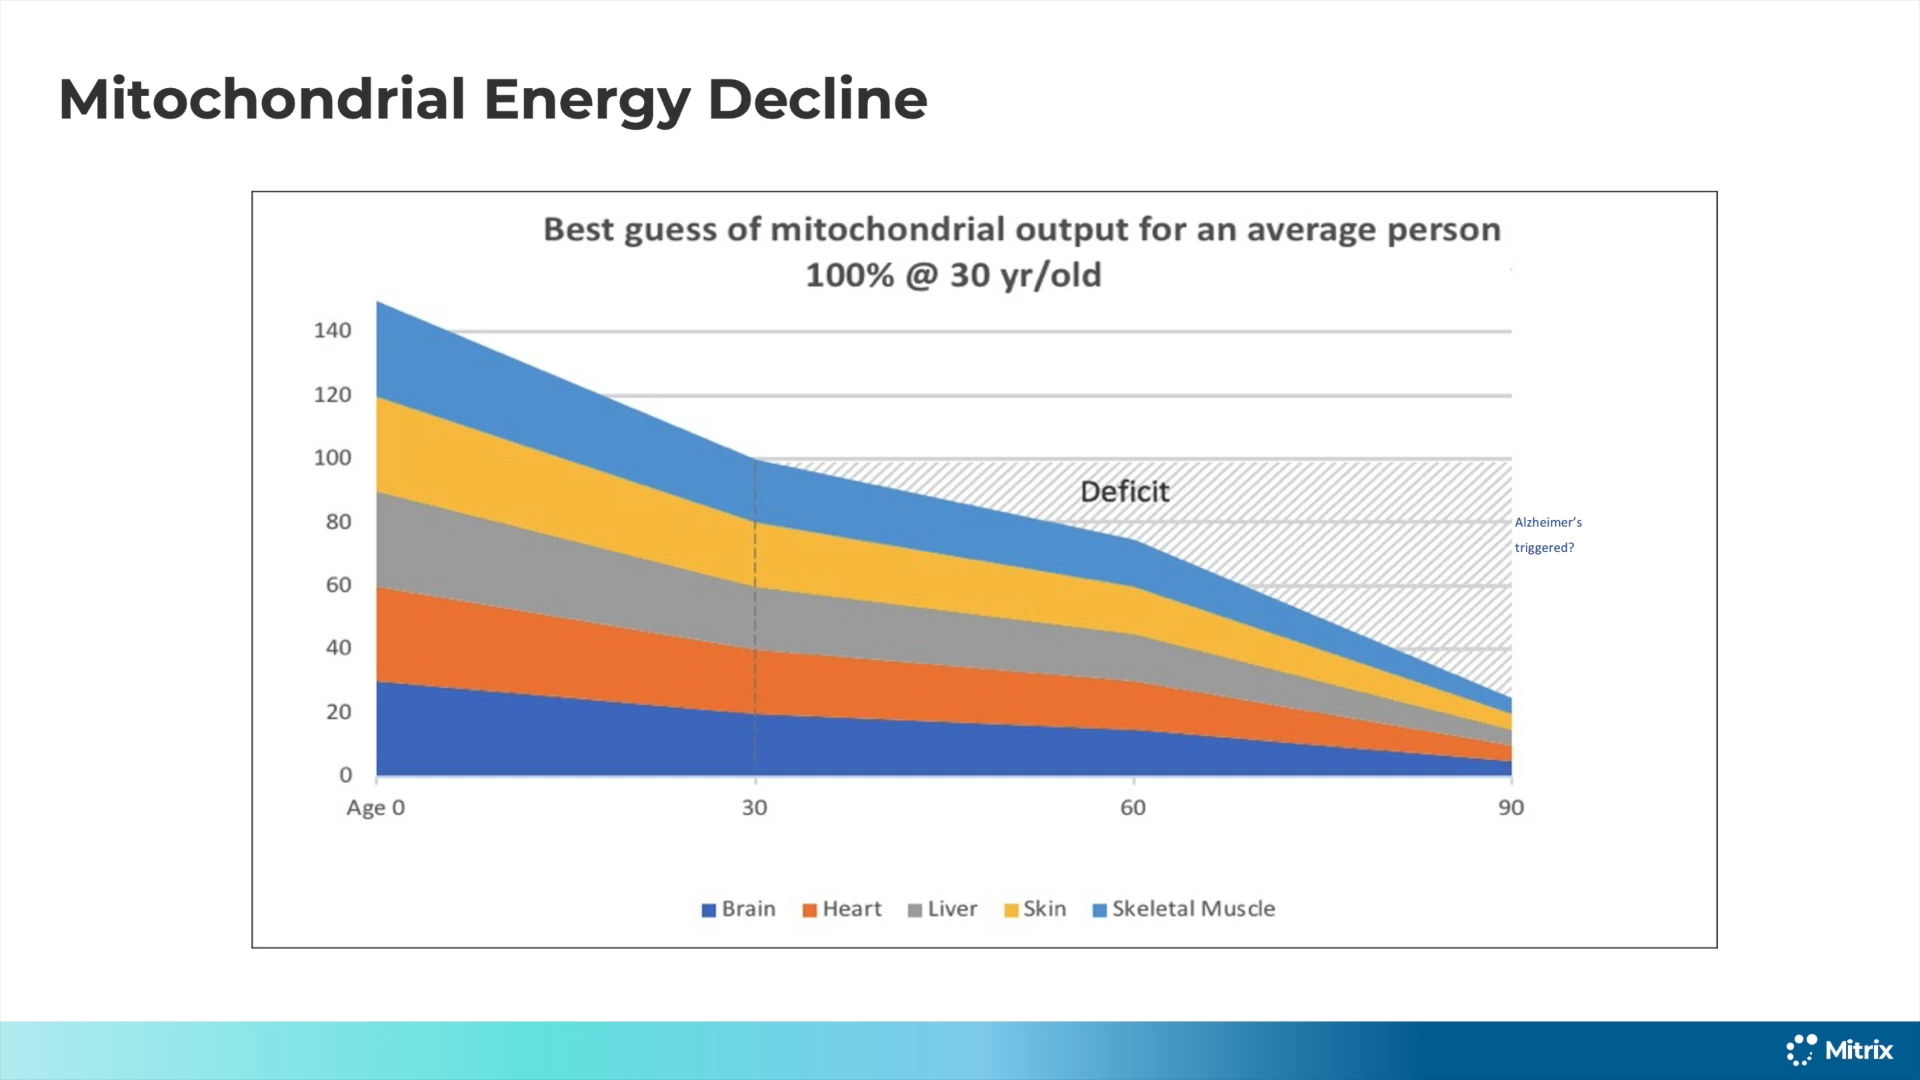 Mitochondrial Energy Decline
Best guess of mitochondrial output for an average person
100% @ 30 yr/old
140
120
100
80
60
40
20
0
Deficit
Alzheimer's
triggered?
Age 0 30 60 90
Brain Heart Liver Skin Skeletal Muscle
Mitrix